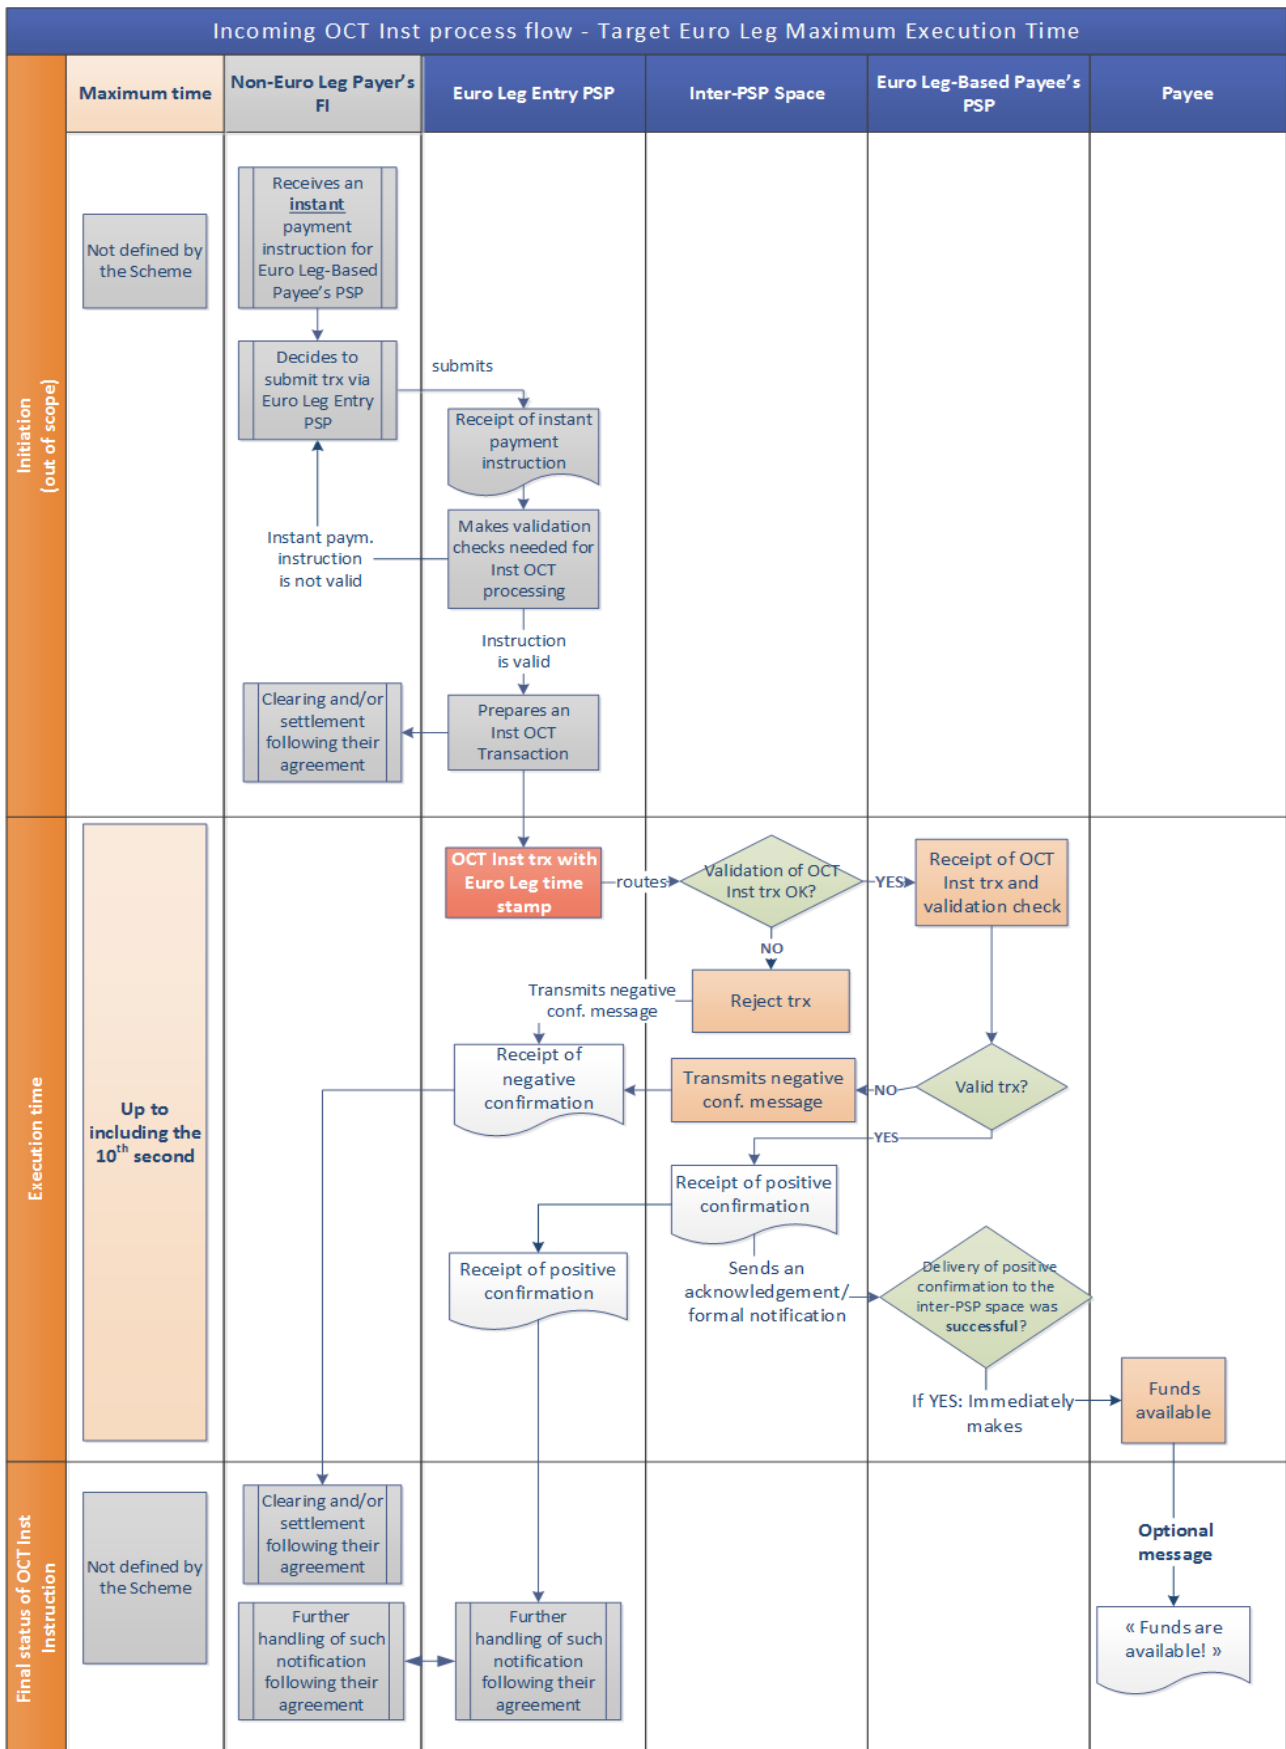 Incoming OCT Inst process flow - Target Euro Leg Maximum Execution Time
Maximum time
Non-Euro Leg Payer's
FI
Euro Leg Entry PSP
Inter-PSP Space
Euro Leg-Based Payee's
PSP
Payee
Initiation
(out of scope)
Not defined by
the Scheme
Receives an
instant
payment
instruction for
Euro Leg-Based
Payee's PSP
Decides to
submit trx via
Euro Leg Entry
PSP
submits
Receipt of instant
payment
instruction
Makes validation
checks needed for
Inst OCT
processing
Instant paym.
instruction
is not valid
Instruction
is valid
Clearing and/or
settlement
following their
agreement
Prepares an
Inst OCT
Transaction
Execution time
Up to
including the
10th second
OCT Inst trx with
Euro Leg time
stamp
routes
Validation of OCT
Inst trx OK?
YES
Receipt of OCT
Inst trx and
validation check
NO
Reject trx
Transmits negative
conf. message
Receipt of
negative
confirmation
Transmits negative
conf. message
NO
Valid trx?
YES
Receipt of positive
confirmation
Receipt of positive
confirmation
Sends an
acknowledgement/
formal notification
Delivery of positive
confirmation to the
inter-PSP space was
successful?
If YES: Immediately
makes
Funds
available
Final status of OCT Inst
Instruction
Not defined by
the Scheme
Clearing and/or
settlement
following their
agreement
Further
handling of such
notification
following their
agreement
Further
handling of such
notification
following their
agreement
Optional
message
« Funds are
available! »